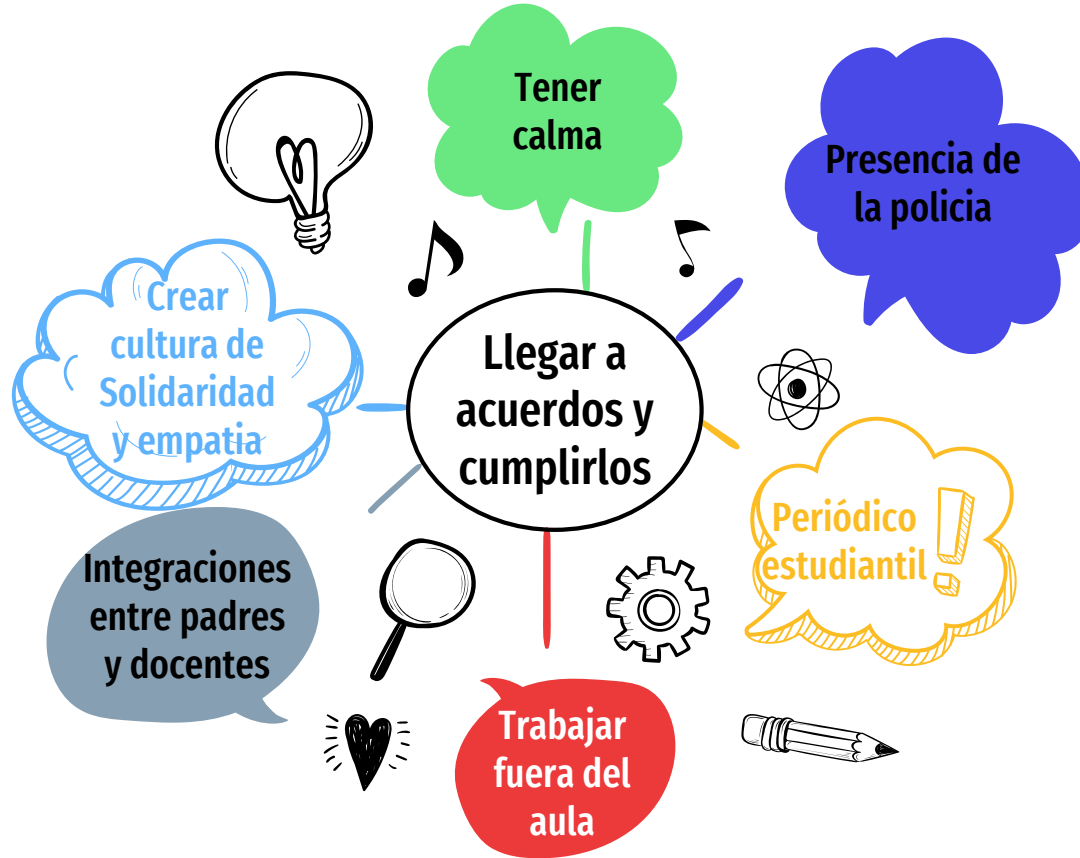 Tener
calma
Presencia de
la policia
Crear
cultura de
Solidaridad
y empatia
Llegar a
acuerdos y
cumplirlos
Periódico
estudiantil
Integraciones
entre padres
y docentes
Trabajar
fuera del
aula